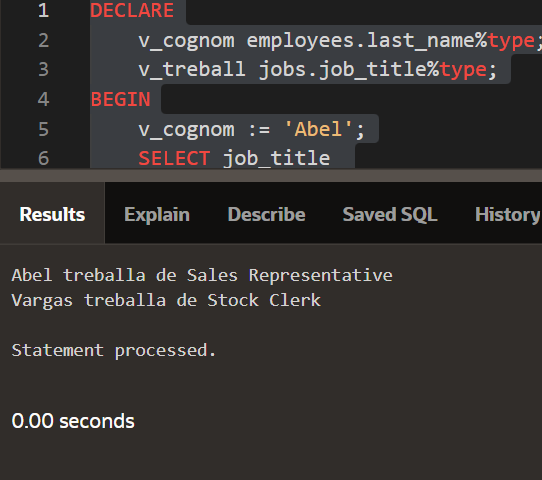 1 DECLARE
2 v_cognom employees.last_name%type;
3 v_treball jobs.job_title%type;
4 BEGIN
5 v_cognom := 'Abel';
6 SELECT job_title
Results Explain Describe Saved SQL History
Abel treballa de Sales Representative
Vargas treballa de Stock Clerk
Statement processed.
0.00 seconds